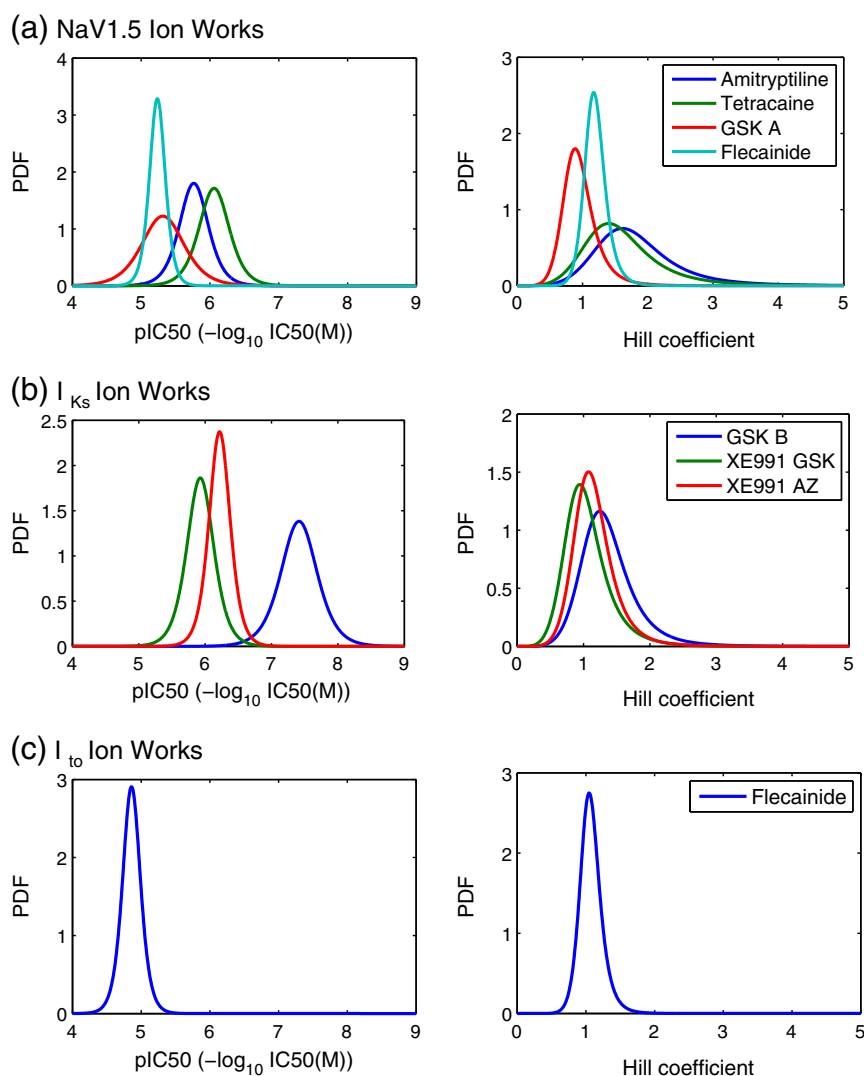 (a) NaV1.5 Ion Works
PDF
4
3
2
1
0
4 5 6 7 8 9
pIC50 (−log10 IC50(M))
PDF
3
2
1
0
0 1 2 3 4 5
Hill coefficient
Amitryptiline
Tetracaine
GSK A
Flecainide
(b) I Ks Ion Works
PDF
2.5
2
1.5
1
0.5
0
4 5 6 7 8 9
pIC50 (−log10 IC50(M))
PDF
2
1.5
1
0.5
0
0 1 2 3 4 5
Hill coefficient
GSK B
XE991 GSK
XE991 AZ
(c) I to Ion Works
PDF
3
2
1
0
4 5 6 7 8 9
pIC50 (−log10 IC50(M))
PDF
3
2
1
0
0 1 2 3 4 5
Hill coefficient
Flecainide